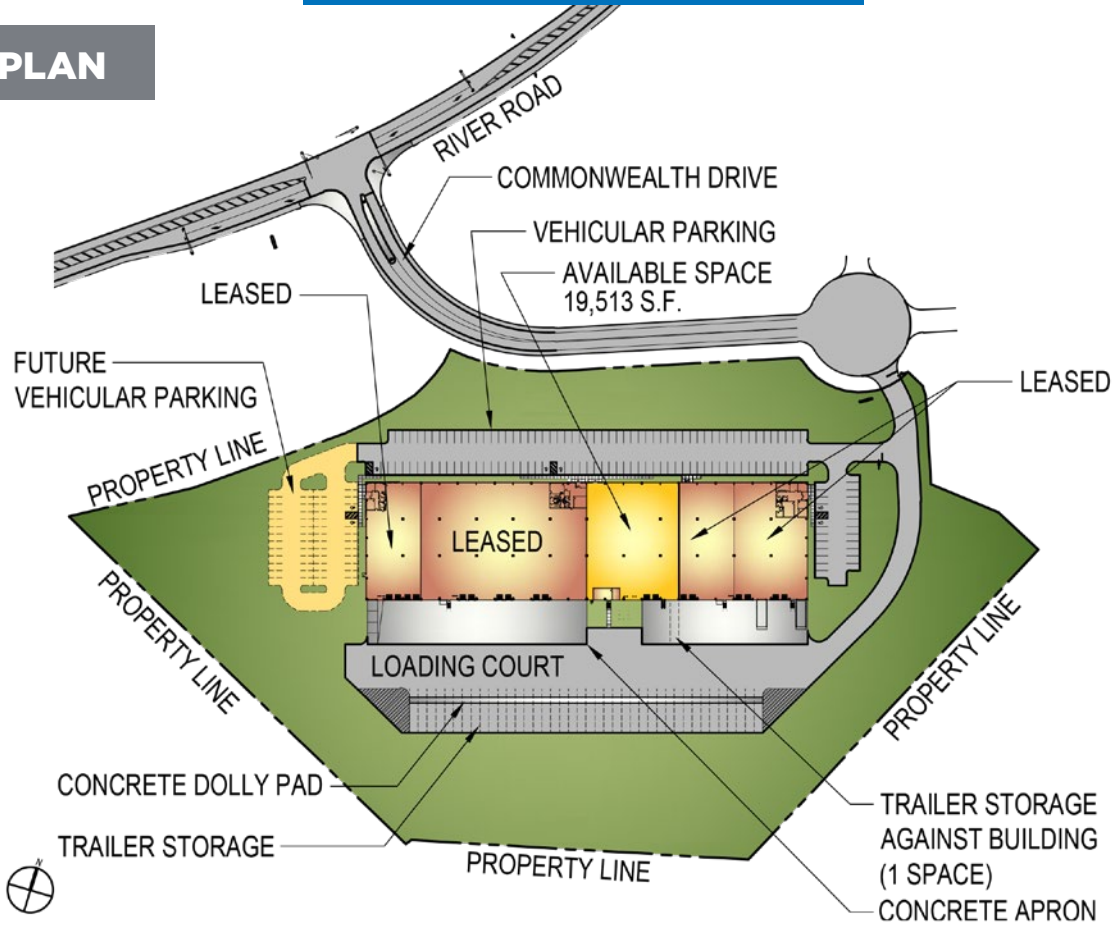 PLAN
RIVER ROAD
COMMONWEALTH DRIVE
VEHICULAR PARKING
AVAILABLE SPACE
19,513 S.F.
LEASED
FUTURE
VEHICULAR PARKING
LEASED
PROPERTY LINE
LEASED
PROPERTY LINE
PROPERTY LINE
LOADING COURT
CONCRETE DOLLY PAD
TRAILER STORAGE
PROPERTY LINE
TRAILER STORAGE
AGAINST BUILDING
(1 SPACE)
CONCRETE APRON
N